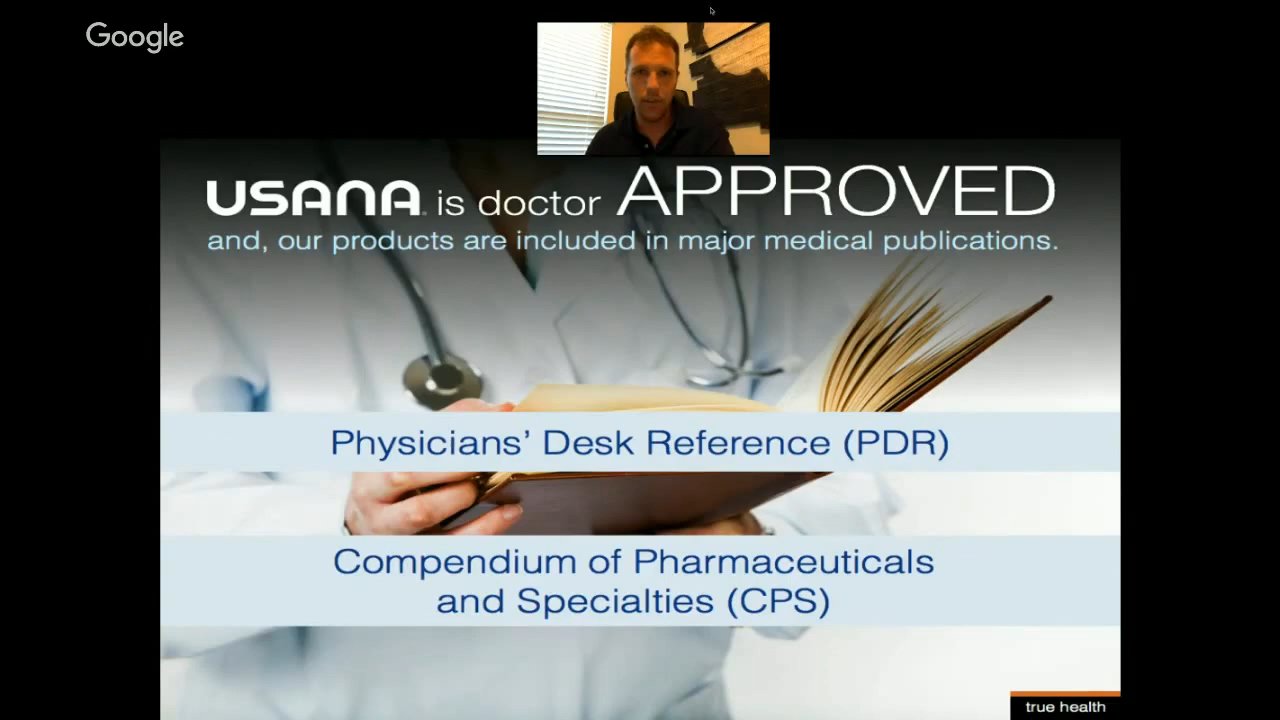 Google
USANA is doctor APPROVED
and, our products are included in major medical publications.
Physicians’ Desk Reference (PDR)
Compendium of Pharmaceuticals
and Specialties (CPS)
true health